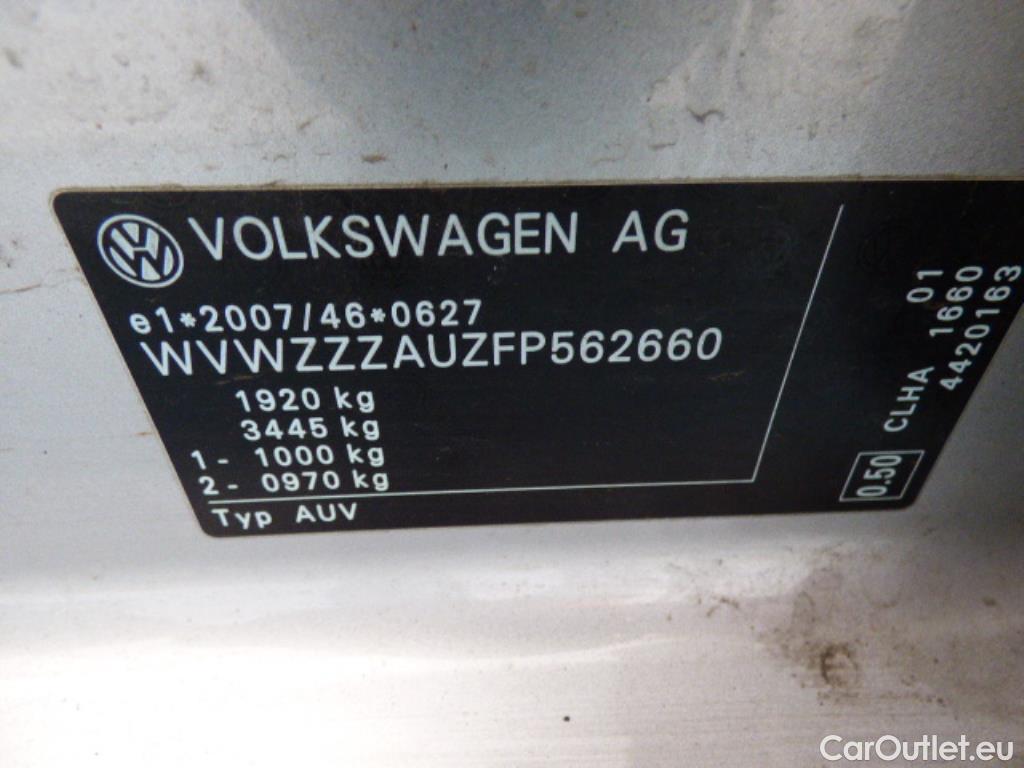 VOLKSWAGEN AG
e1*2007/46*0627
WVWZZZAUZFP562660
1920 kg
3445 kg
1- 1000 kg
2- 0970 kg
Typ AUV
01
CLHA 1660
4420163
0.50
CarOutlet.eu